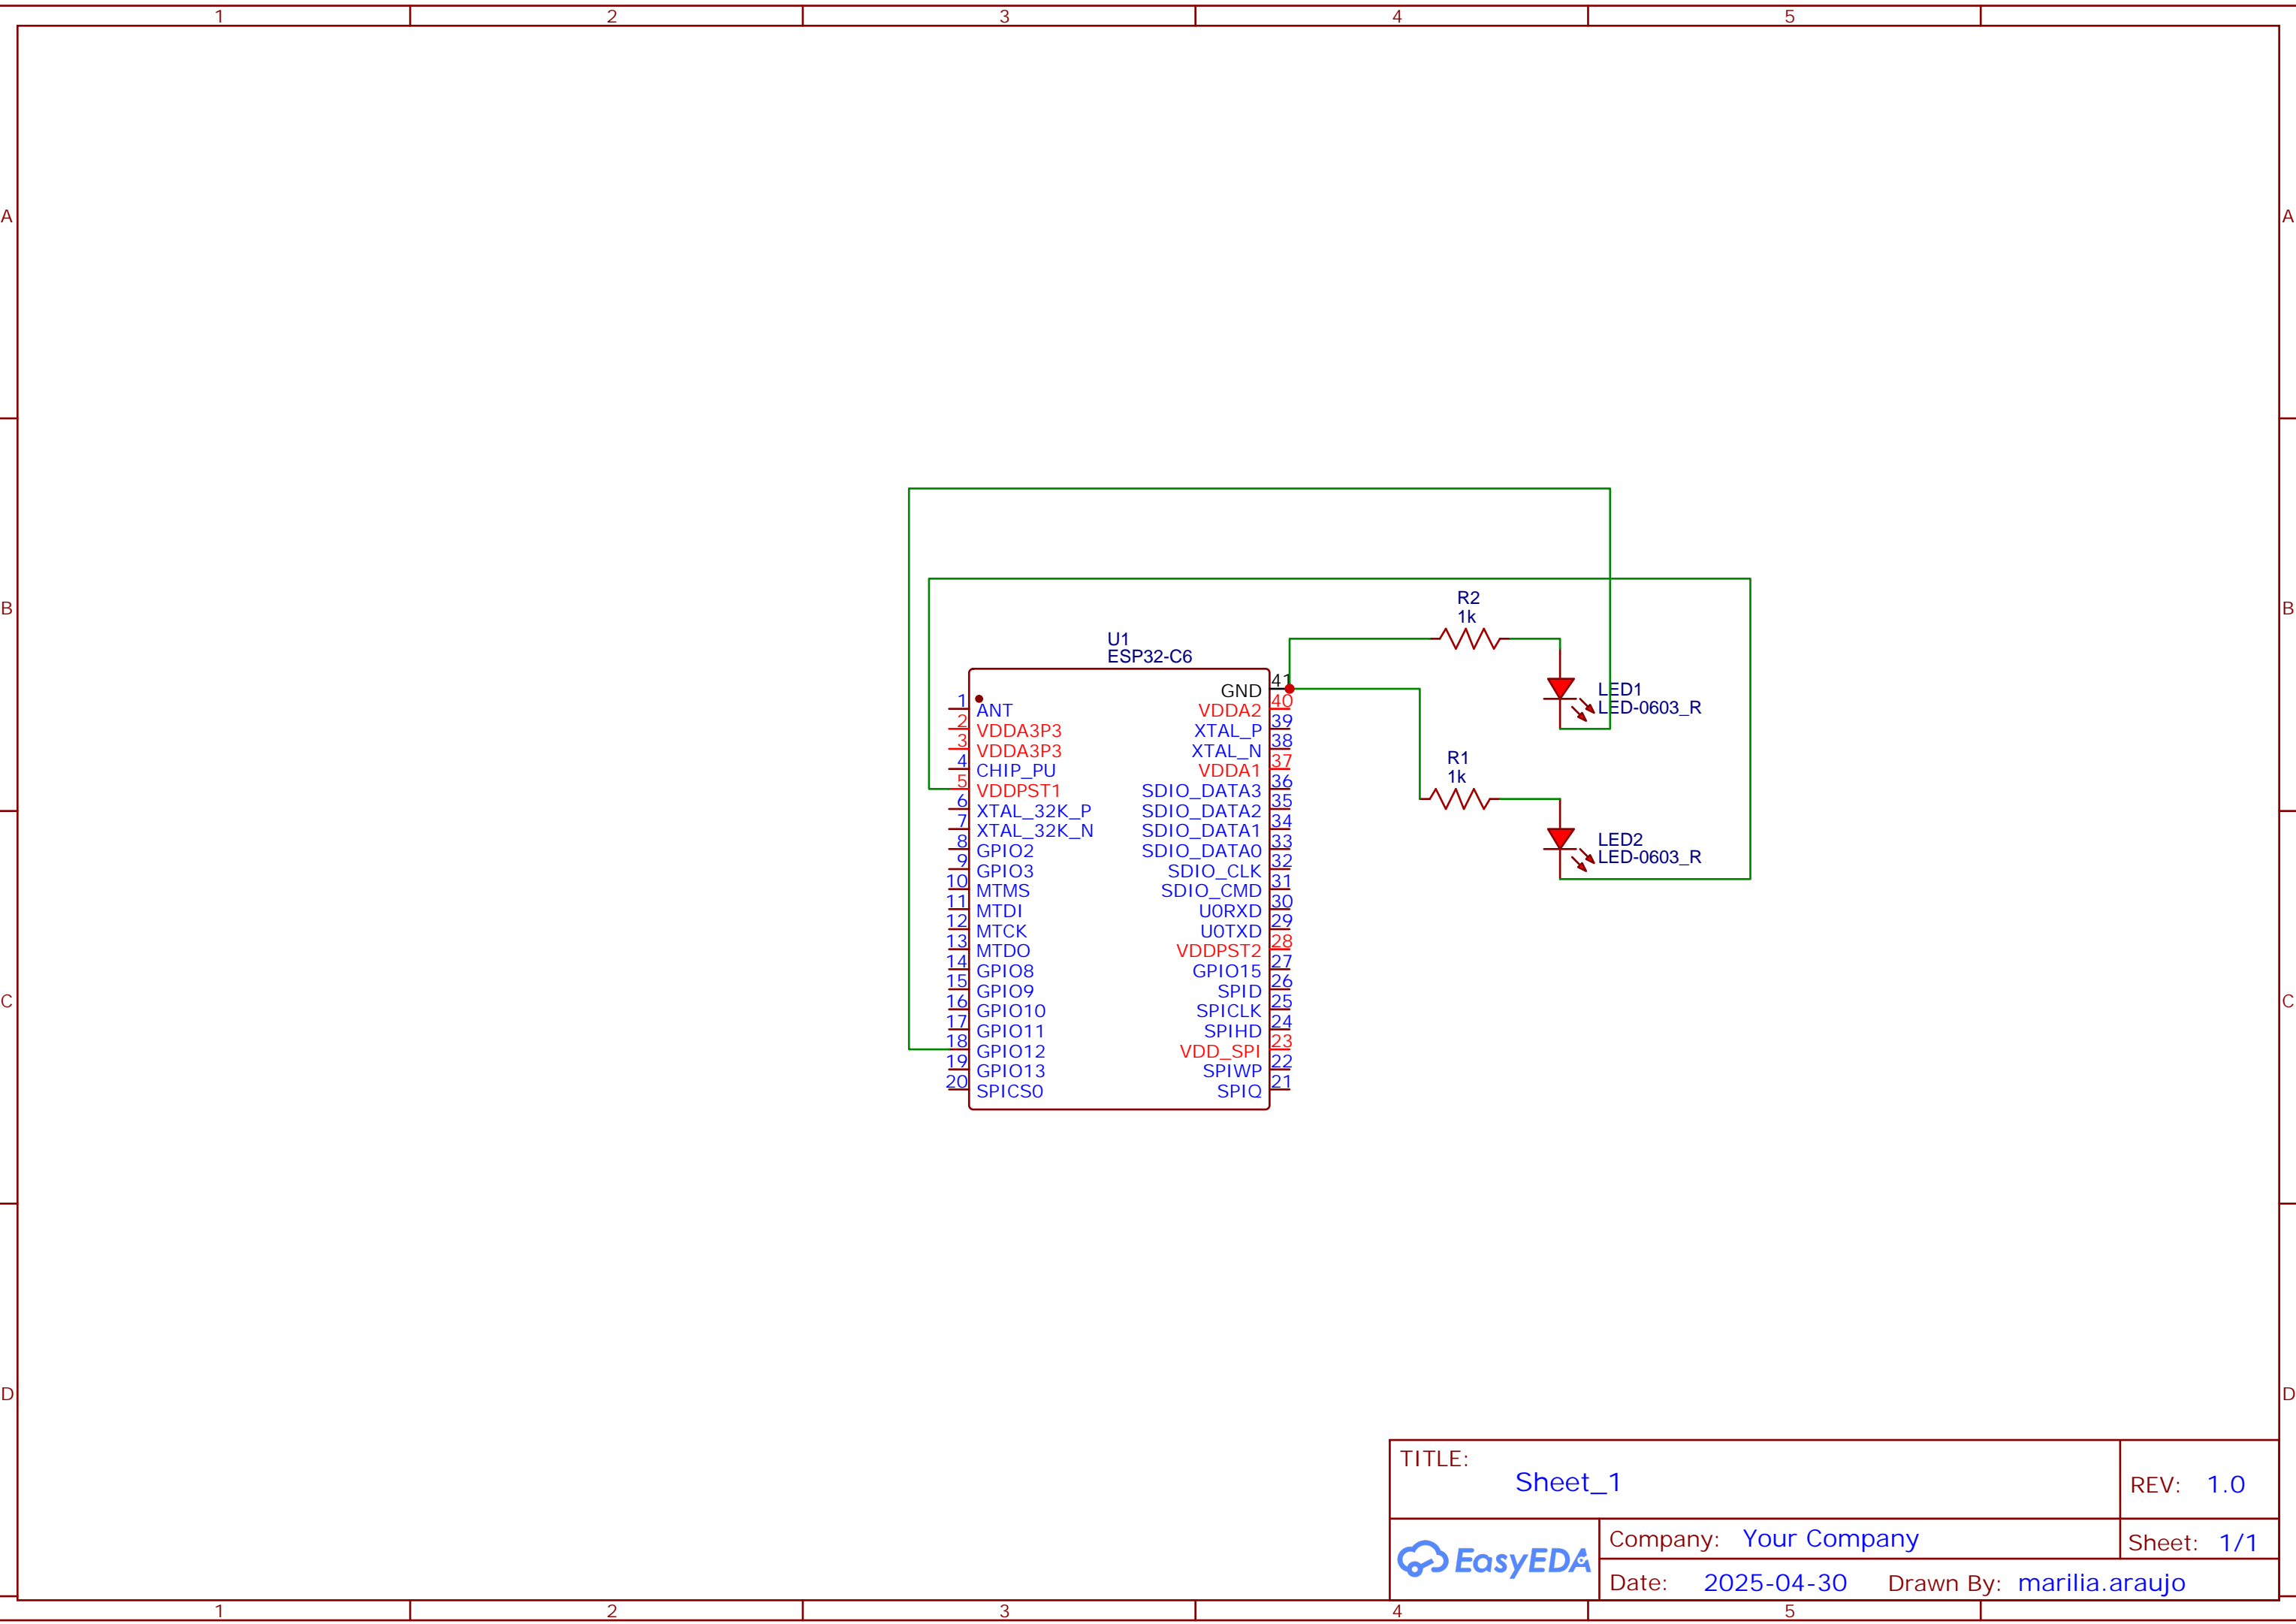 1 2 3 4 5
A A
B B
C C
D D
R2
1k
U1
ESP32-C6
LED1
LED-0603_R
R1
1k
LED2
LED-0603_R
GND 41
1 ANT VDDA2 40
2 VDDA3P3 XTAL_P 39
3 VDDA3P3 XTAL_N 38
4 CHIP_PU VDDA1 37
5 VDDPST1 SDIO_DATA3 36
6 XTAL_32K_P SDIO_DATA2 35
7 XTAL_32K_N SDIO_DATA1 34
8 GPIO2 SDIO_DATA0 33
9 GPIO3 SDIO_CLK 32
10 MTMS SDIO_CMD 31
11 MTDI U0RXD 30
12 MTCK U0TXD 29
13 MTDO VDDPST2 28
14 GPIO8 GPIO15 27
15 GPIO9 SPID 26
16 GPIO10 SPICLK 25
17 GPIO11 SPIHD 24
18 GPIO12 VDD_SPI 23
19 GPIO13 SPIWP 22
20 SPICS0 SPIQ 21
TITLE:
Sheet_1
REV: 1.0
EasyEDA
Company: Your Company
Sheet: 1/1
Date: 2025-04-30 Drawn By: marilia.araujo
1 2 3 4 5